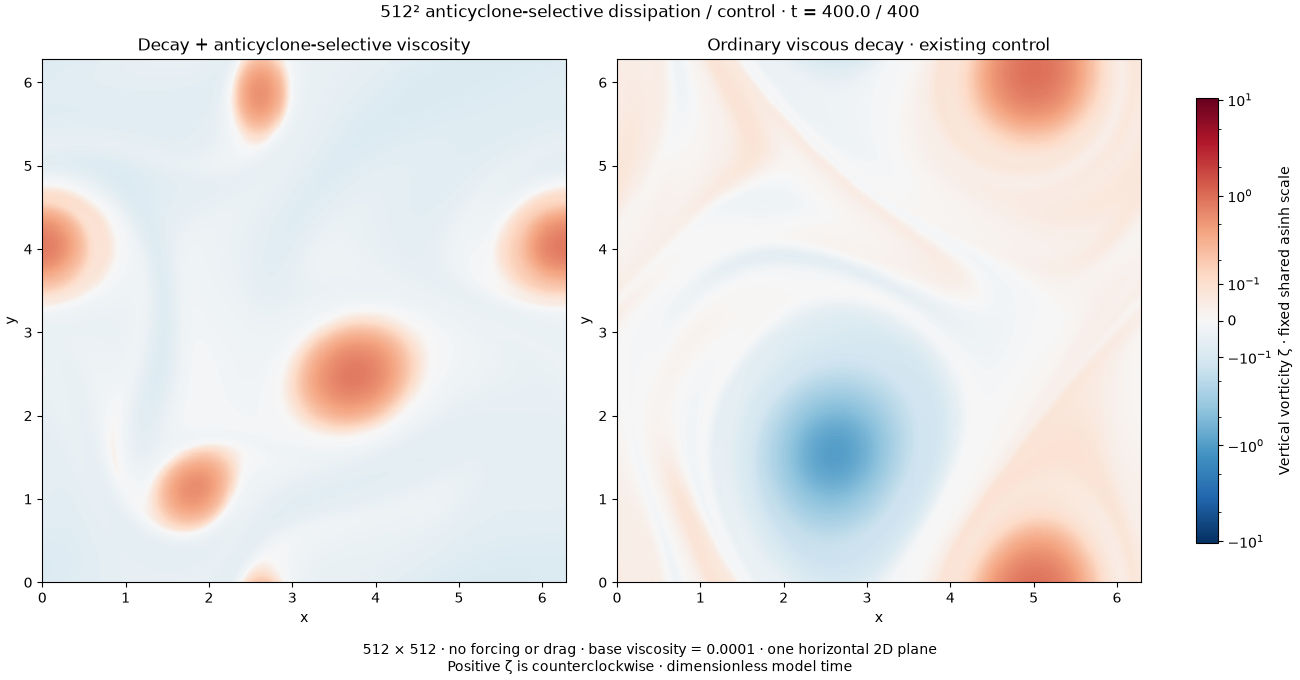 512² anticyclone-selective dissipation / control · t = 400.0 / 400
Decay + anticyclone-selective viscosity
Ordinary viscous decay · existing control
6
5
4
3
2
1
0
y
0 1 2 3 4 5 6
x
6
5
4
3
2
1
0
y
0 1 2 3 4 5 6
x
10¹
10⁰
10⁻¹
0
−10⁻¹
−10⁰
−10¹
Vertical vorticity ζ · fixed shared asinh scale
512 × 512 · no forcing or drag · base viscosity = 0.0001 · one horizontal 2D plane
Positive ζ is counterclockwise · dimensionless model time